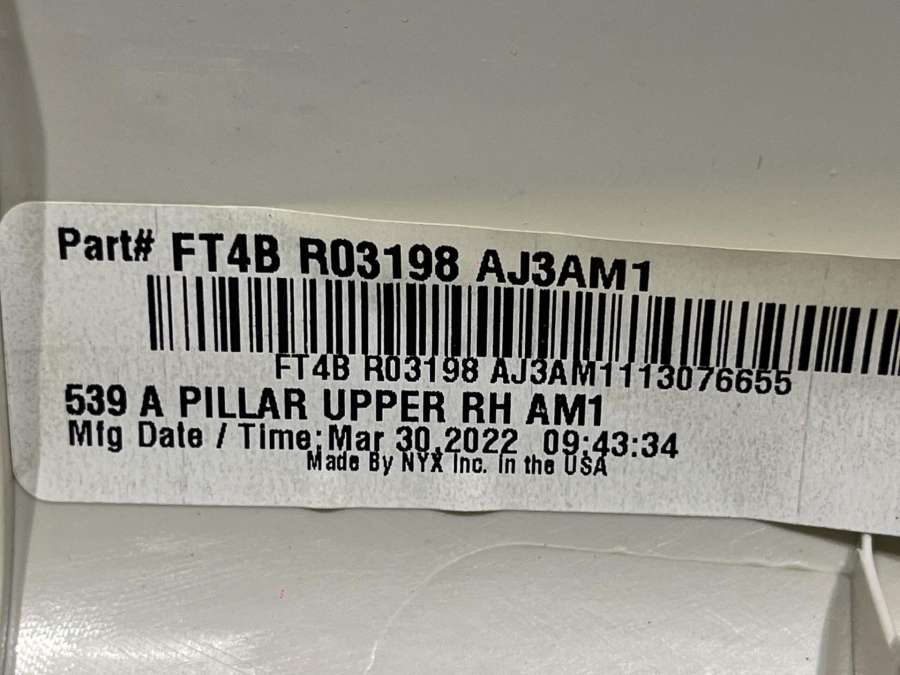 Part# FT4B R03198 AJ3AM1
FT4B R03198 AJ3AM1113076655
539 A PILLAR UPPER RH AM1
Mfg Date / Time:Mar 30,2022 09:43:34
Made By NYX Inc. In the USA